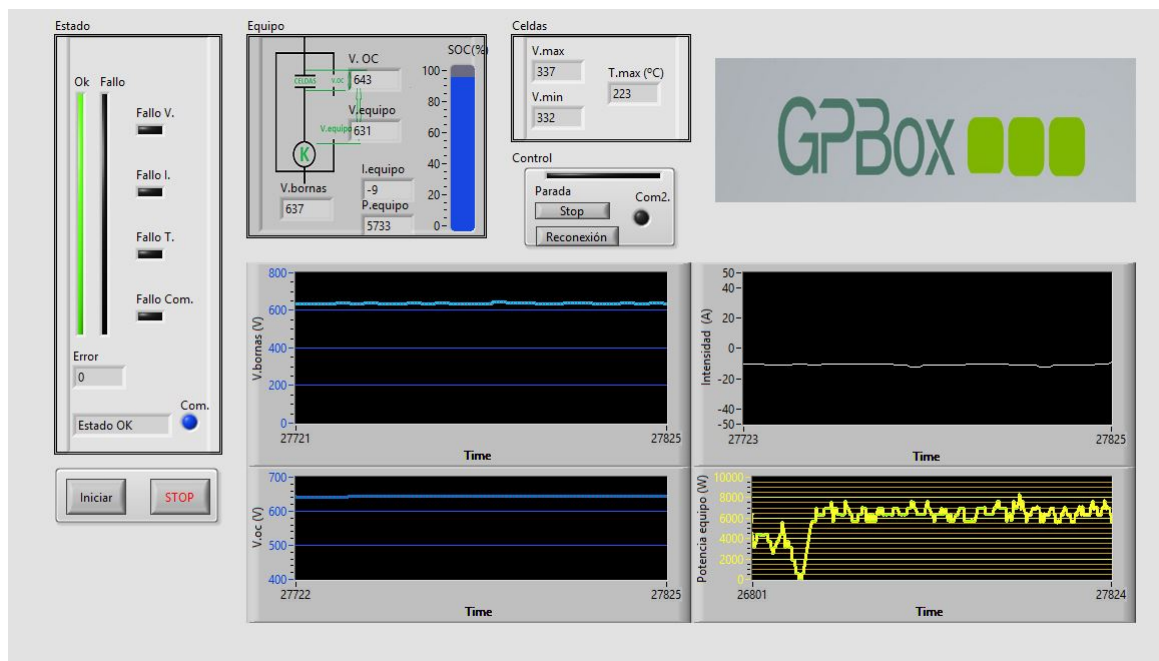 Estado
Ok Fallo
Fallo V.
Fallo I.
Fallo T.
Fallo Com.
Error
0
Com.
Estado OK
Iniciar
STOP
Equipo
CELDAS
V.OC
V. OC
643
V.equipo
V.equipo
631
K
V.bornas
637
I.equipo
-9
P.equipo
5733
SOC(%)
100
80
60
40
20
0
Celdas
V.max
337
V.min
332
T.max (ºC)
223
Control
Parada
Stop
Reconexión
Com2.
GPBox
V.bornas (V)
800
600
400
200
0
27721
27825
Time
Intensidad (A)
50
40
20
0
-20
-40
-50
27723
27825
Time
V.oc (V)
700
600
500
400
27722
27825
Time
Potencia equipo (W)
10000
8000
6000
4000
2000
0
26801
27824
Time